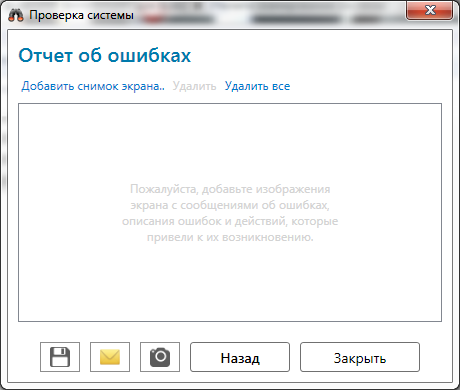 Проверка системы
Отчет об ошибках
Добавить снимок экрана.. Удалить Удалить все
Пожалуйста, добавьте изображения
экрана с сообщениями об ошибках,
описания ошибок и действий, которые
привели к их возникновению.
Назад Закрыть